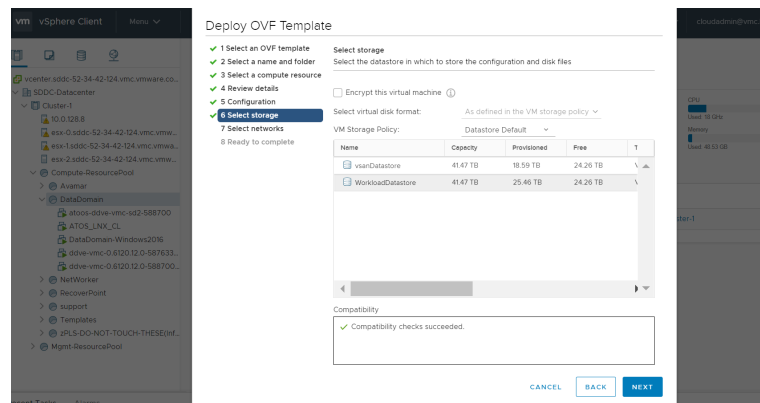 vm vSphere Client Menu
cloudadmin@vmc.
Deploy OVF Template
1 Select an OVF template
2 Select a name and folder
3 Select a compute resource
4 Review details
5 Configuration
6 Select storage
7 Select networks
8 Ready to complete
Select storage
Select the datastore in which to store the configuration and disk files
Encrypt this virtual machine
Select virtual disk format: As defined in the VM storage policy
VM Storage Policy: Datastore Default
Name Capacity Provisioned Free T
vsanDatastore 41.47 TB 18.59 TB 24.26 TB
WorkloadDatastore 41.47 TB 25.46 TB 24.26 TB
Compatibility
Compatibility checks succeeded.
CANCEL BACK NEXT
vcenter.sddc-52-34-42-124.vmc.vmware.co...
SDDC-Datacenter
Cluster-1
10.0.128.8
esx-0.sddc-52-34-42-124.vmc.vmw...
esx-1.sddc-52-34-42-124.vmc.vmwa...
esx-2.sddc-52-34-42-124.vmc.vmw...
Compute-ResourcePool
Avamar
DataDomain
atoos-ddve-vmc-sd2-588700
ATOS_LNX_CL
DataDomain-Windows2016
ddve-vmc-0.6120.12.0-587633...
ddve-vmc-0.6120.12.0-588700...
NetWorker
RecoverPoint
support
Templates
zPLS-DO-NOT-TOUCH-THESE(Inf...
Mgmt-ResourcePool
CPU
Used: 18 GHz
Memory
ster-1
Alarms